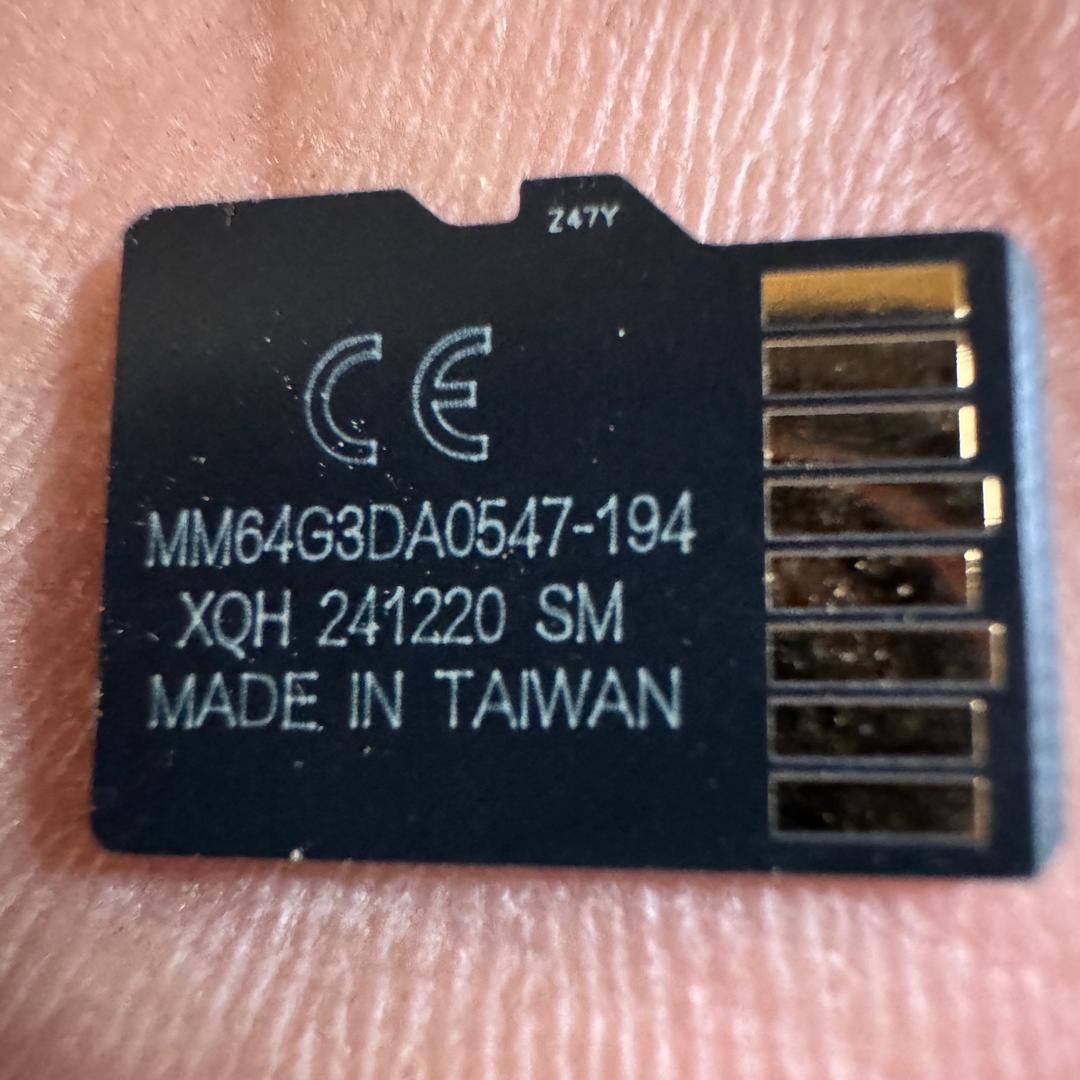 Z47Y
CE
MM64G3DA0547-194
XQH 241220 SM
MADE IN TAIWAN